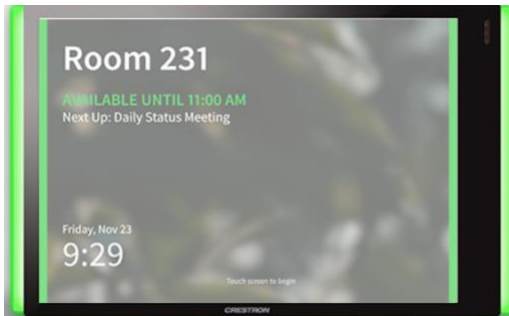 Room 231
AVAILABLE UNTIL 11:00 AM
Next Up: Daily Status Meeting
Friday, Nov 23
9:29
Touch screen to begin
CRESTRON